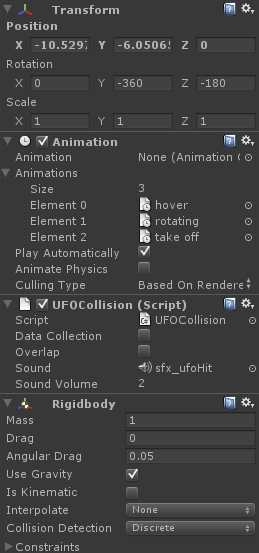 Transform
Position
X -10.529 Y -6.0506 Z 0
Rotation
X 0 Y -360 Z -180
Scale
X 1 Y 1 Z 1
Animation
Animation None (Animation
Animations
Size 3
Element 0 hover
Element 1 rotating
Element 2 take off
Play Automatically
Animate Physics
Culling Type Based On Rendere
UFOCollision (Script)
Script UFOCollision
Data Collection
Overlap
Sound sfx_ufoHit
Sound Volume 2
Rigidbody
Mass 1
Drag 0
Angular Drag 0.05
Use Gravity
Is Kinematic
Interpolate None
Collision Detection Discrete
Constraints